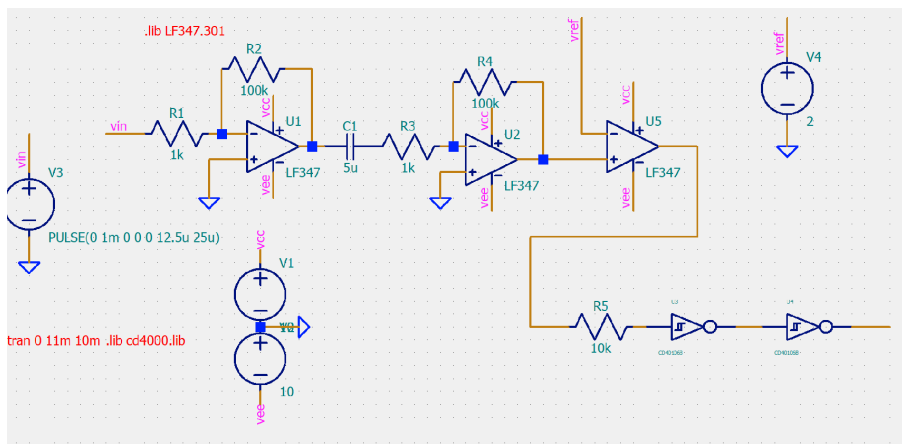 .lib LF347.301
R2
100k
vcc
U1
LF347
vee
vin
R1
1k
C1
5u
R3
1k
R4
100k
vcc
U2
LF347
vee
vref
vcc
U5
LF347
vee
vref
V4
2
vin
V3
PULSE(0 1m 0 0 0 12.5u 25u)
vcc
V1
10
vee
tran 0 11m 10m .lib cd4000.lib
R5
10k
CD40106B
CD40106B